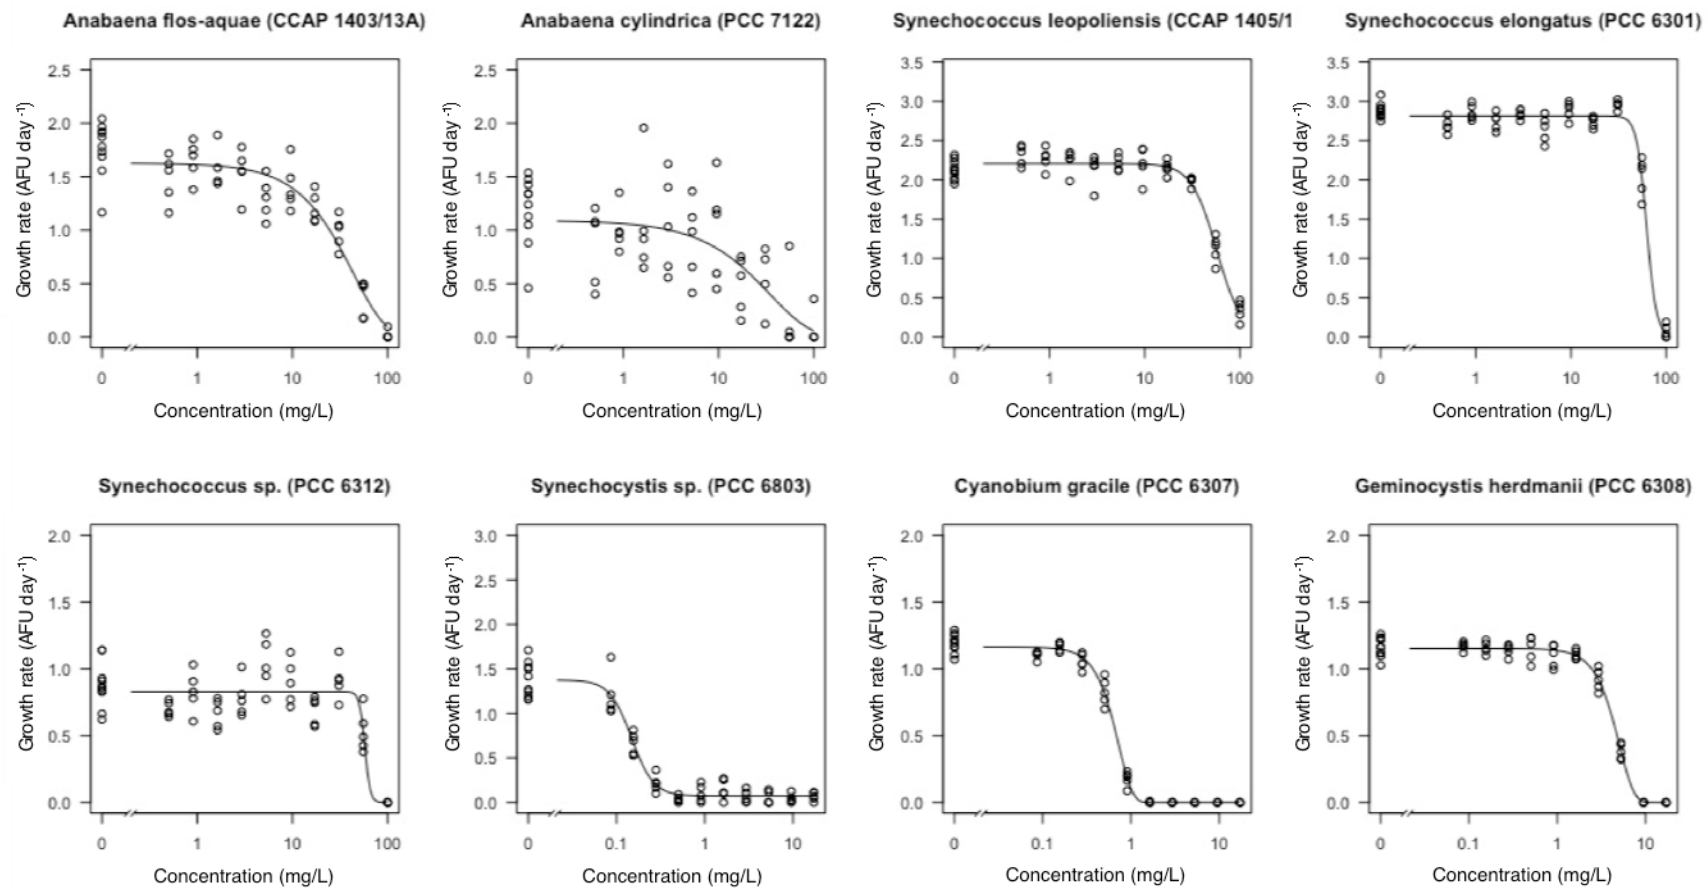 Anabaena flos-aquae (CCAP 1403/13A)
Growth rate (AFU day -1)
2.5
2.0
1.5
1.0
0.5
0.0
0 1 10 100
Concentration (mg/L)
Anabaena cylindrica (PCC 7122)
Growth rate (AFU day -1)
2.5
2.0
1.5
1.0
0.5
0.0
0 1 10 100
Concentration (mg/L)
Synechococcus leopoliensis (CCAP 1405/1
Growth rate (AFU day -1)
3.5
3.0
2.5
2.0
1.5
1.0
0.5
0.0
0 1 10 100
Concentration (mg/L)
Synechococcus elongatus (PCC 6301)
Growth rate (AFU day -1)
3.5
3.0
2.5
2.0
1.5
1.0
0.5
0.0
0 1 10 100
Concentration (mg/L)
Synechococcus sp. (PCC 6312)
Growth rate (AFU day -1)
2.0
1.5
1.0
0.5
0.0
0 1 10 100
Concentration (mg/L)
Synechocystis sp. (PCC 6803)
Growth rate (AFU day -1)
3.0
2.5
2.0
1.5
1.0
0.5
0.0
0 0.1 1 10
Concentration (mg/L)
Cyanobium gracile (PCC 6307)
Growth rate (AFU day -1)
2.0
1.5
1.0
0.5
0.0
0 0.1 1 10
Concentration (mg/L)
Geminocystis herdmanii (PCC 6308)
Growth rate (AFU day -1)
2.0
1.5
1.0
0.5
0.0
0 0.1 1 10
Concentration (mg/L)